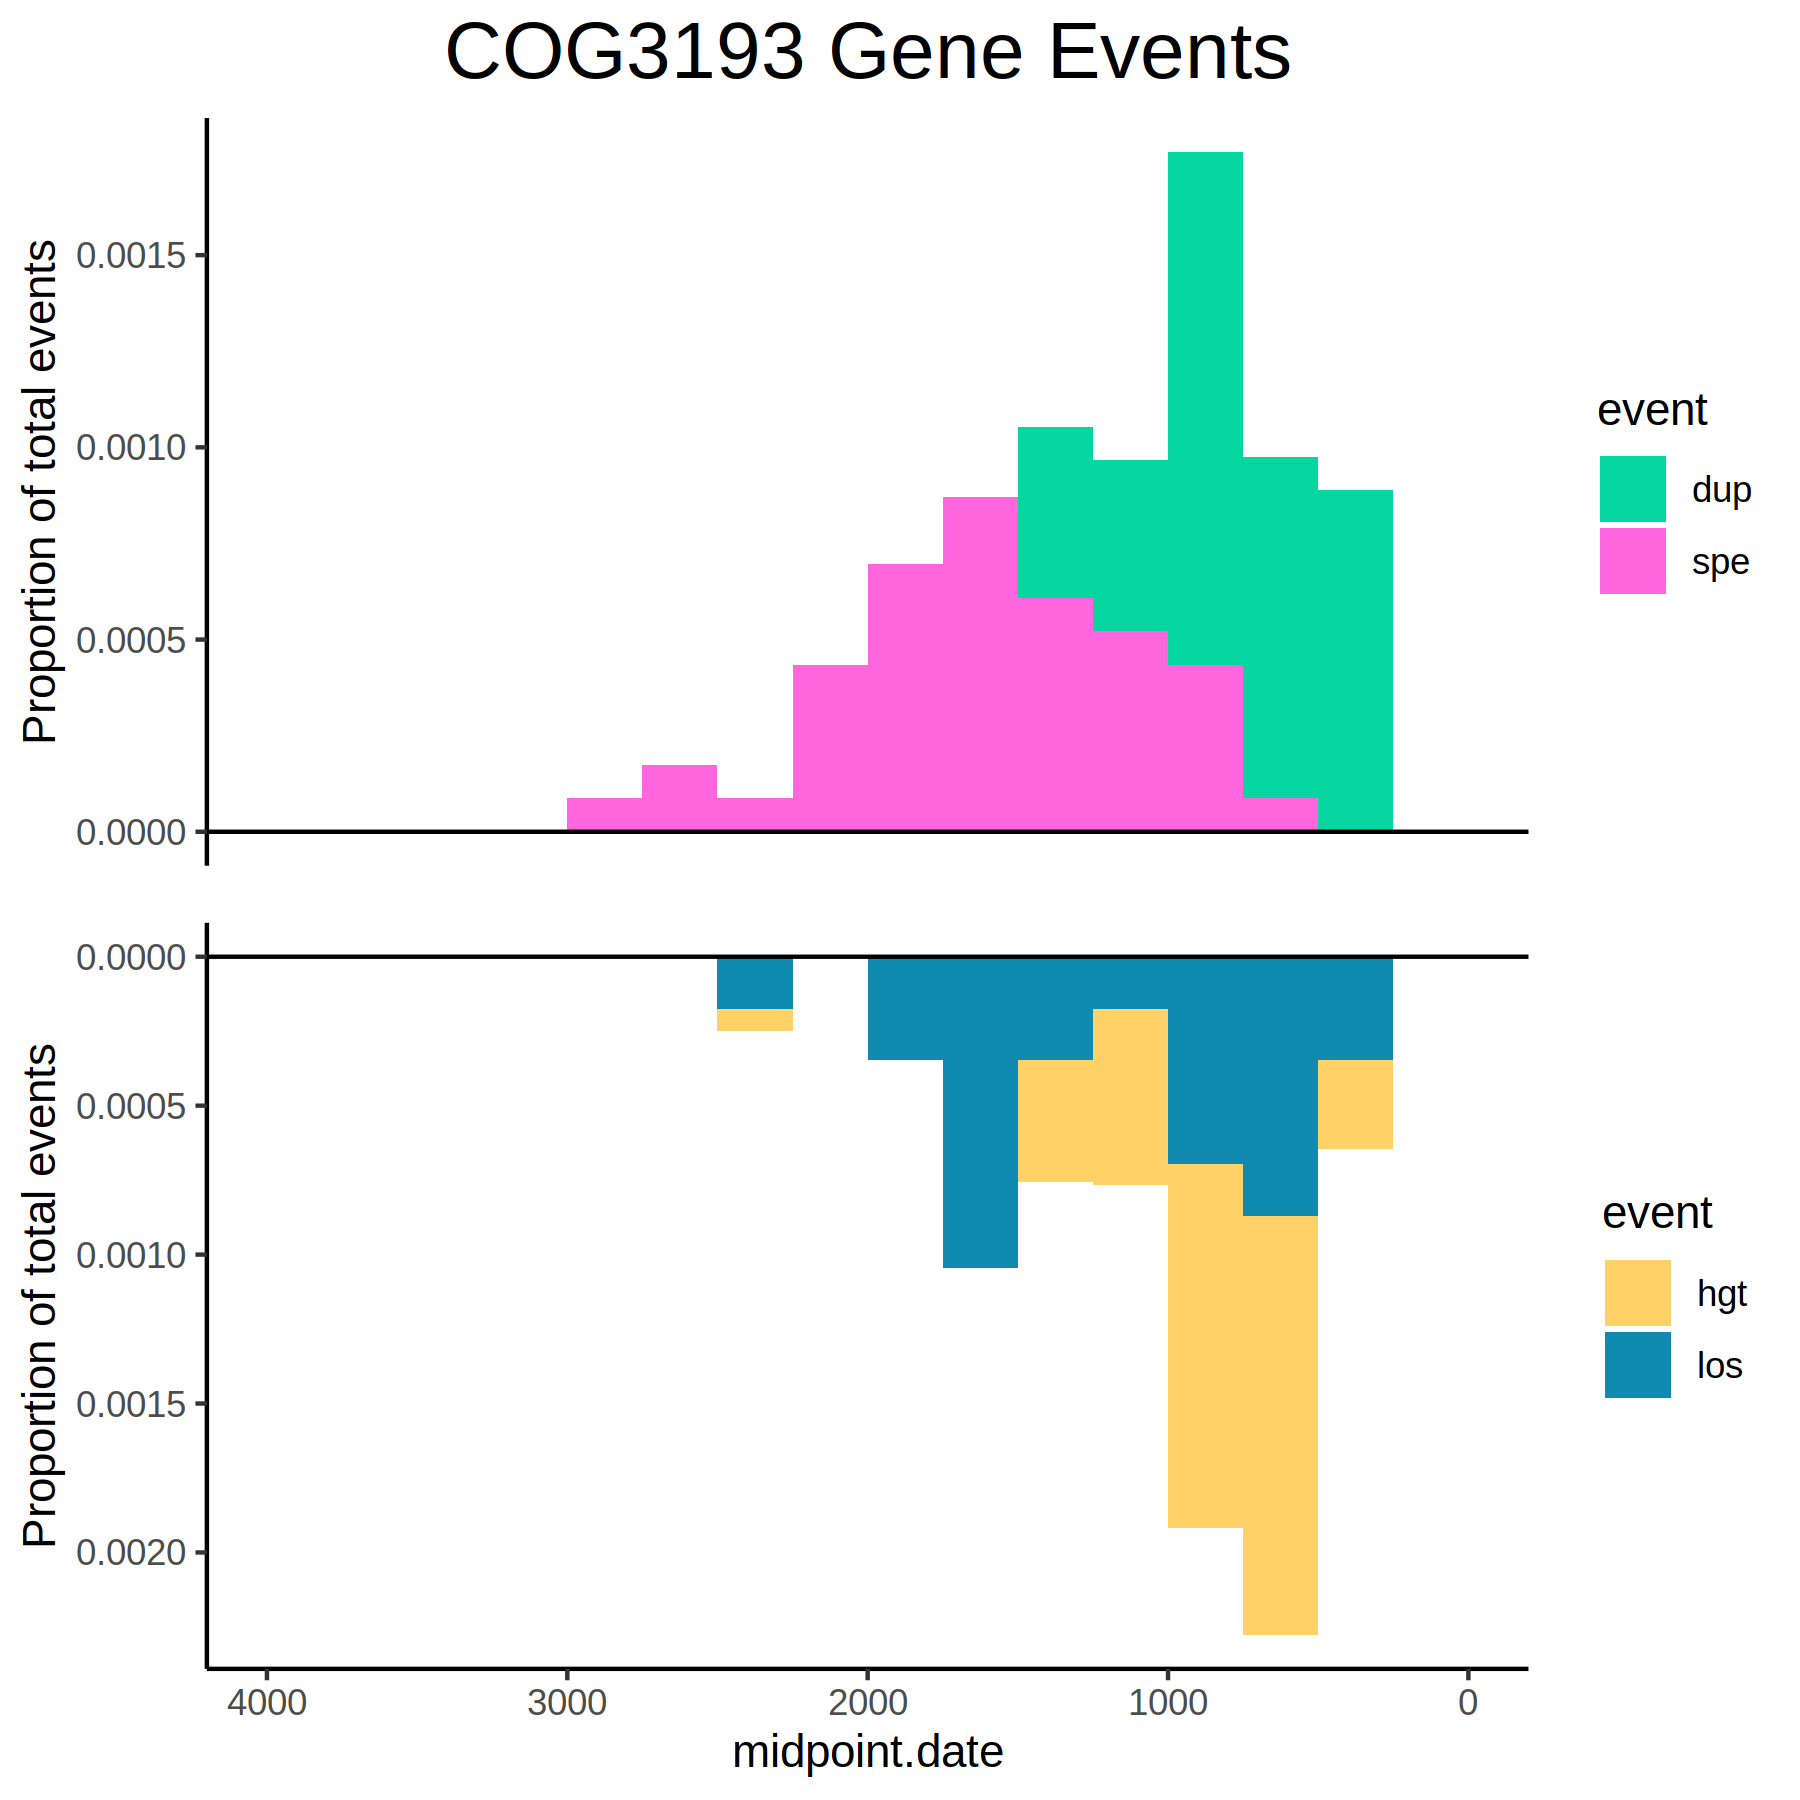 COG3193 Gene Events
Proportion of total events
0.0015
0.0010
0.0005
0.0000
event
dup
spe
Proportion of total events
0.0000
0.0005
0.0010
0.0015
0.0020
event
hgt
los
4000 3000 2000 1000 0
midpoint.date